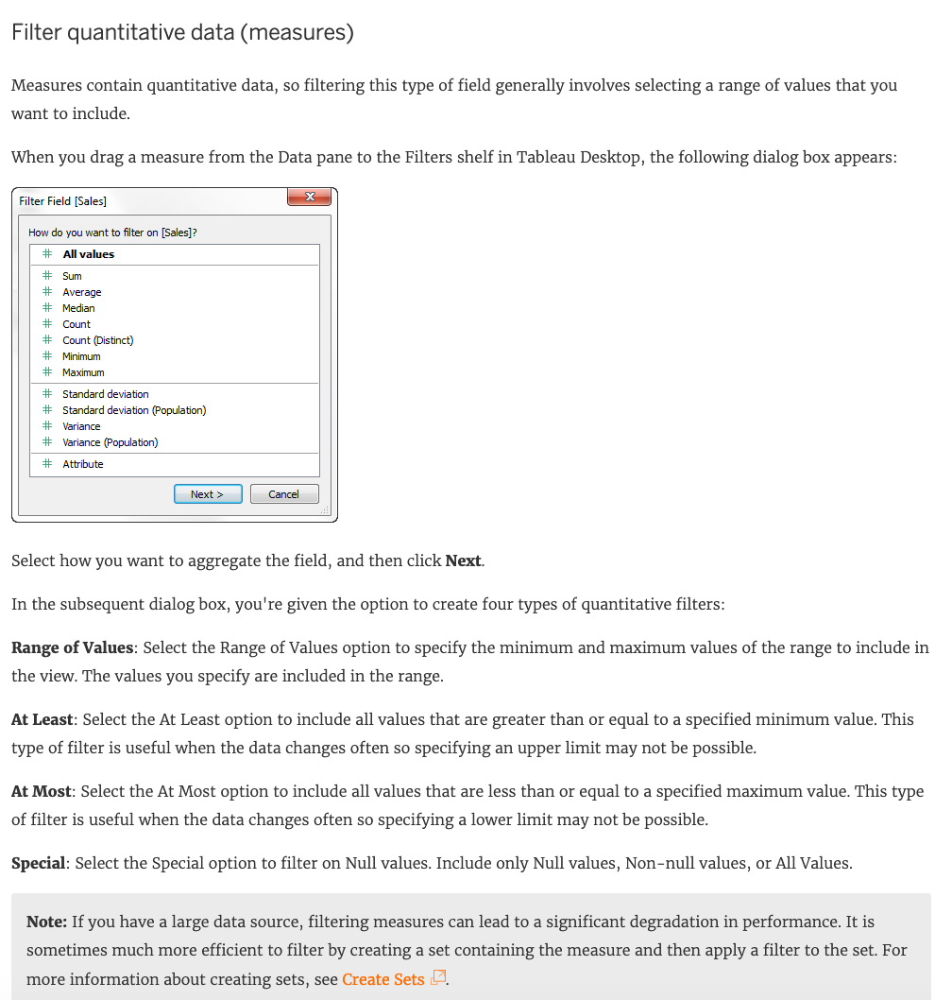 Filter quantitative data (measures)
Measures contain quantitative data, so filtering this type of field generally involves selecting a range of values that you
want to include.
When you drag a measure from the Data pane to the Filters shelf in Tableau Desktop, the following dialog box appears:
Filter Field [Sales]
How do you want to filter on [Sales]?
# All values
# Sum
# Average
# Median
# Count
# Count (Distinct)
# Minimum
# Maximum
# Standard deviation
# Standard deviation (Population)
# Variance
# Variance (Population)
# Attribute
Next > Cancel
Select how you want to aggregate the field, and then click Next.
In the subsequent dialog box, you're given the option to create four types of quantitative filters:
Range of Values: Select the Range of Values option to specify the minimum and maximum values of the range to include in
the view. The values you specify are included in the range.
At Least: Select the At Least option to include all values that are greater than or equal to a specified minimum value. This
type of filter is useful when the data changes often so specifying an upper limit may not be possible.
At Most: Select the At Most option to include all values that are less than or equal to a specified maximum value. This type
of filter is useful when the data changes often so specifying a lower limit may not be possible.
Special: Select the Special option to filter on Null values. Include only Null values, Non-null values, or All Values.
Note: If you have a large data source, filtering measures can lead to a significant degradation in performance. It is
sometimes much more efficient to filter by creating a set containing the measure and then apply a filter to the set. For
more information about creating sets, see Create Sets.